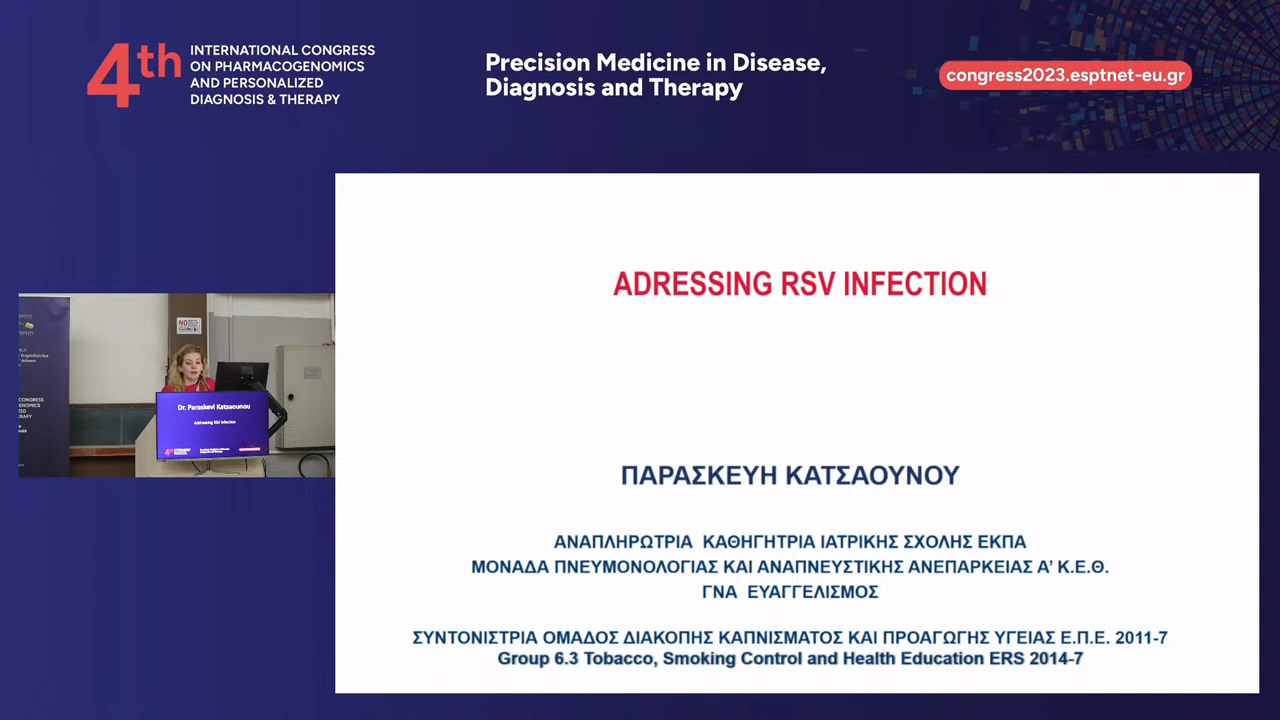 4th
INTERNATIONAL CONGRESS
ON PHARMACOGENOMICS
AND PERSONALIZED
DIAGNOSIS & THERAPY
Precision Medicine in Disease,
Diagnosis and Therapy
congress2023.esptnet-eu.gr
ADRESSING RSV INFECTION
ΠΑΡΑΣΚΕΥΗ ΚΑΤΣΑΟΥΝΟΥ
ΑΝΑΠΛΗΡΩΤΡΙΑ ΚΑΘΗΓΗΤΡΙΑ ΙΑΤΡΙΚΗΣ ΣΧΟΛΗΣ ΕΚΠΑ
ΜΟΝΑΔΑ ΠΝΕΥΜΟΝΟΛΟΓΙΑΣ ΚΑΙ ΑΝΑΠΝΕΥΣΤΙΚΗΣ ΑΝΕΠΑΡΚΕΙΑΣ Α’ Κ.Ε.Θ.
ΓΝΑ ΕΥΑΓΓΕΛΙΣΜΟΣ
ΣΥΝΤΟΝΙΣΤΡΙΑ ΟΜΑΔΟΣ ΔΙΑΚΟΠΗΣ ΚΑΠΝΙΣΜΑΤΟΣ ΚΑΙ ΠΡΟΑΓΩΓΗΣ ΥΓΕΙΑΣ Ε.Π.Ε. 2011-7
Group 6.3 Tobacco, Smoking Control and Health Education ERS 2014-7
NO
Dr. Paraskevi Katsaounou
Addressing RSV Infection